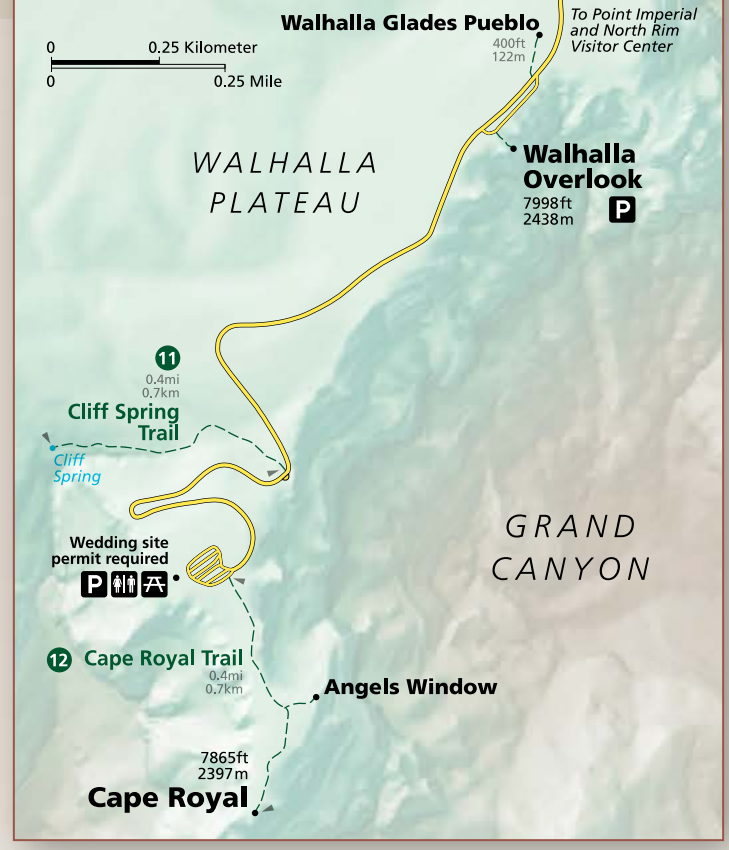 Walhalla Glades Pueblo
400ft
122m
To Point Imperial
and North Rim
Visitor Center
0 0.25 Kilometer
0 0.25 Mile
WALHALLA
PLATEAU
Walhalla
Overlook
7998ft
2438m
P
11
0.4mi
0.7km
Cliff Spring
Trail
Cliff
Spring
GRAND
CANYON
Wedding site
permit required
P
12 Cape Royal Trail
0.4mi
0.7km
Angels Window
7865ft
2397m
Cape Royal